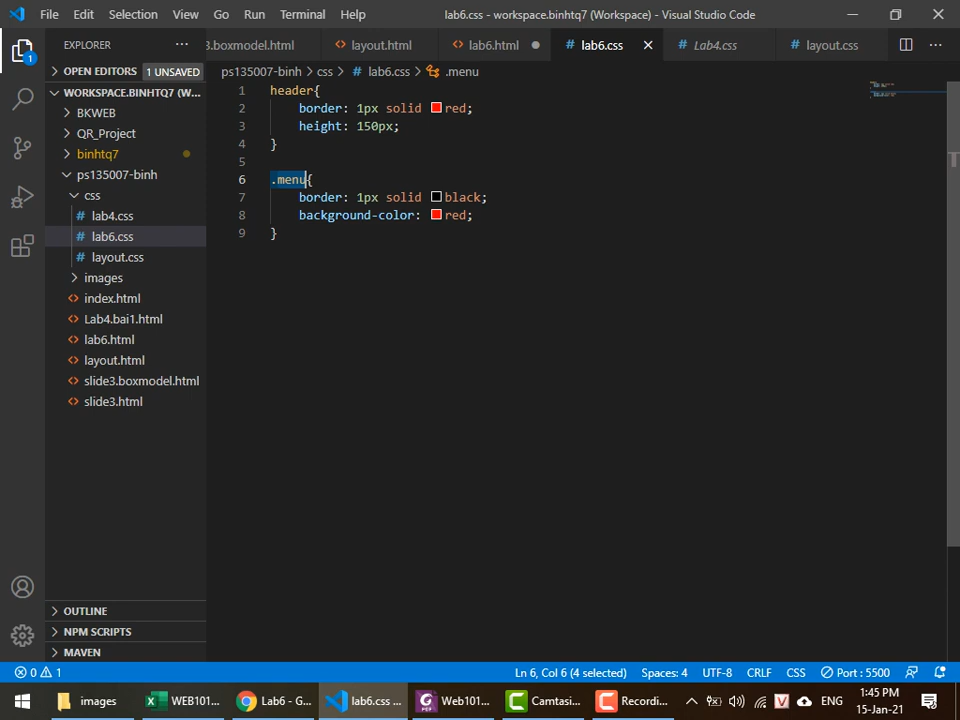 File Edit Selection View Go Run Terminal Help
lab6.css - workspace.binhtq7 (Workspace) - Visual Studio Code
EXPLORER
3.boxmodel.html layout.html lab6.html lab6.css Lab4.css layout.css
OPEN EDITORS 1 UNSAVED
ps135007-binh > css > lab6.css > .menu
WORKSPACE.BINHTQ7 (W...
BKWEB
QR_Project
binhtq7
ps135007-binh
css
lab4.css
lab6.css
layout.css
images
index.html
Lab4.bai1.html
lab6.html
layout.html
slide3.boxmodel.html
slide3.html
OUTLINE
NPM SCRIPTS
MAVEN
1 header{
2 border: 1px solid red;
3 height: 150px;
4 }
5
6 .menu{
7 border: 1px solid black;
8 background-color: red;
9 }
1
0 1 Ln 6, Col 6 (4 selected) Spaces: 4 UTF-8 CRLF CSS Port : 5500
images WEB101... Lab6 - G... lab6.css ... Web101... Camtasi... Recordi... ENG
1:45 PM
15-Jan-21